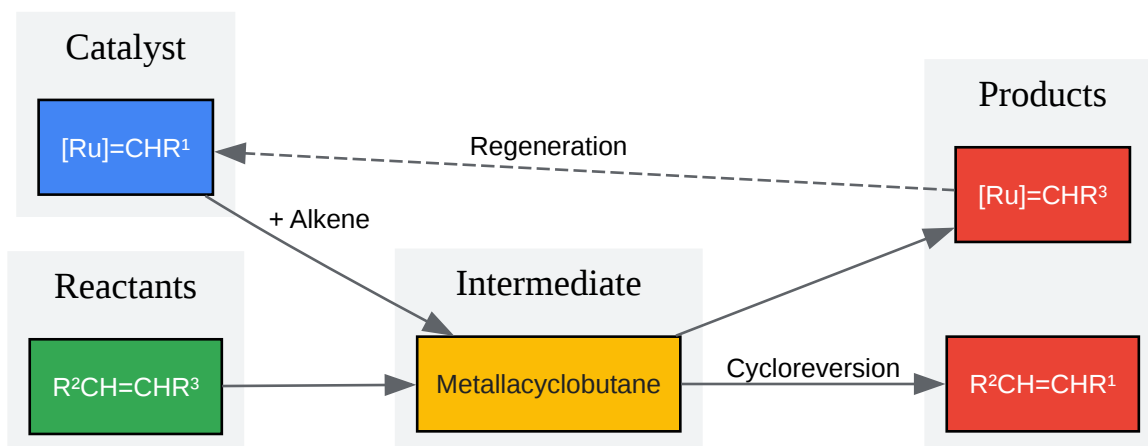 Catalyst
[Ru]=CHR¹
Regeneration
Products
[Ru]=CHR³
+ Alkene
Reactants
R²CH=CHR³
Intermediate
Metallacyclobutane
Cycloreversion
R²CH=CHR¹